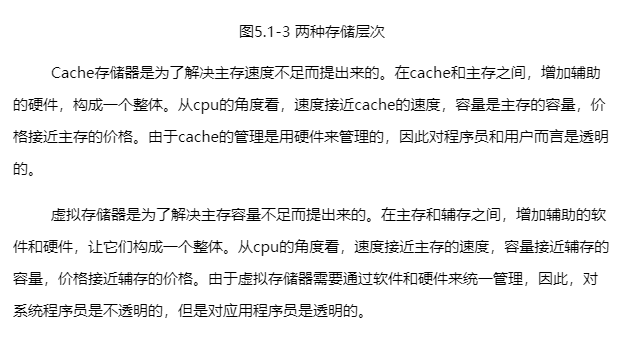 图5.1-3 两种存储层次
Cache存储器是为了解决主存速度不足而提出来的。在cache和主存之间，增加辅助
的硬件，构成一个整体。从cpu的角度看，速度接近cache的速度，容量是主存的容量，价
格接近主存的价格。由于cache的管理是用硬件来管理的，因此对程序员和用户而言是透明
的。
虚拟存储器是为了解决主存容量不足而提出来的。在主存和辅存之间，增加辅助的软
件和硬件，让它们构成一个整体。从cpu的角度看，速度接近主存的速度，容量接近辅存的
容量，价格接近辅存的价格。由于虚拟存储器需要通过软件和硬件来统一管理，因此，对
系统程序员是不透明的，但是对应用程序员是透明的。